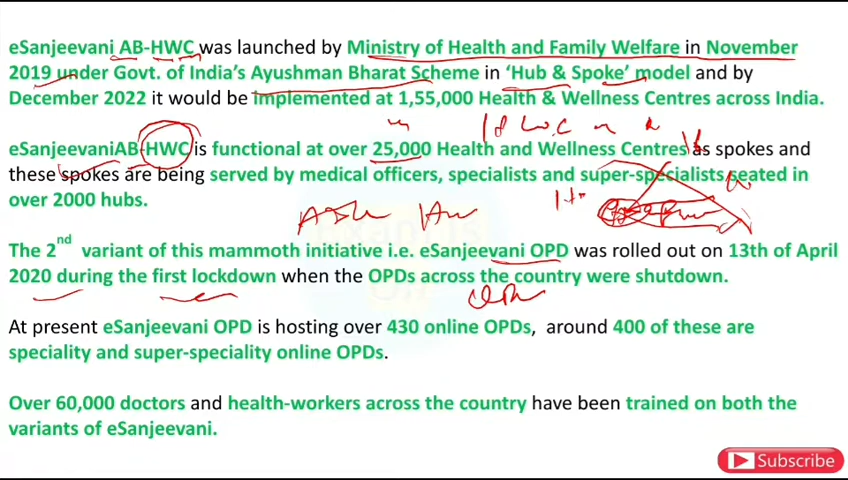 eSanjeevani AB-HWC was launched by Ministry of Health and Family Welfare in November
2019 under Govt. of India's Ayushman Bharat Scheme in 'Hub & Spoke' model and by
December 2022 it would be implemented at 1,55,000 Health & Wellness Centres across India.
eSanjeevaniAB-HWC is functional at over 25,000 Health and Wellness Centres as spokes and
these spokes are being served by medical officers, specialists and super-specialists seated in
over 2000 hubs.
The 2nd variant of this mammoth initiative i.e. eSanjeevani OPD was rolled out on 13th of April
2020 during the first lockdown when the OPDs across the country were shutdown.
At present eSanjeevani OPD is hosting over 430 online OPDs, around 400 of these are
speciality and super-speciality online OPDs.
Over 60,000 doctors and health-workers across the country have been trained on both the
variants of eSanjeevani.
Subscribe